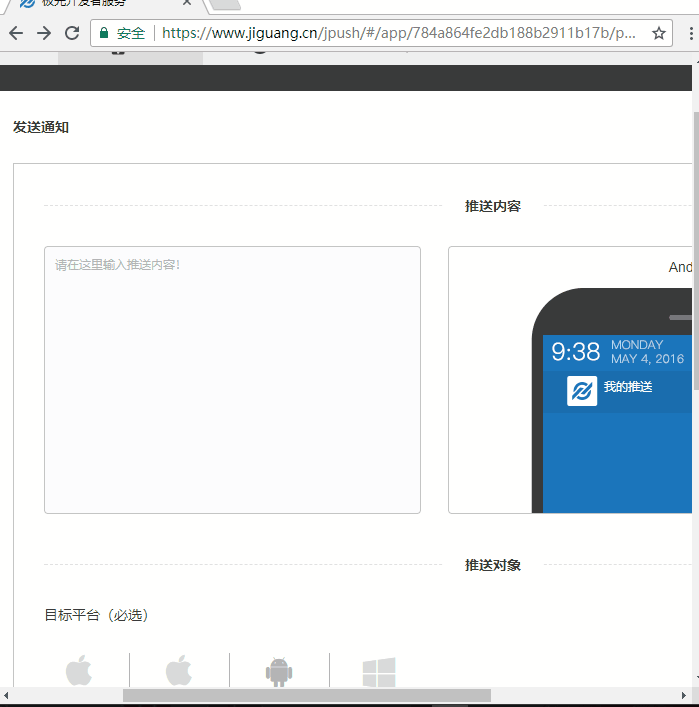 极光开发者服务
安全
https://www.jiguang.cn/jpush/#/app/784a864fe2db188b2911b17b/p...
发送通知
推送内容
请在这里输入推送内容!
And
9:38
MONDAY
MAY 4, 2016
我的推送
推送对象
目标平台（必选）